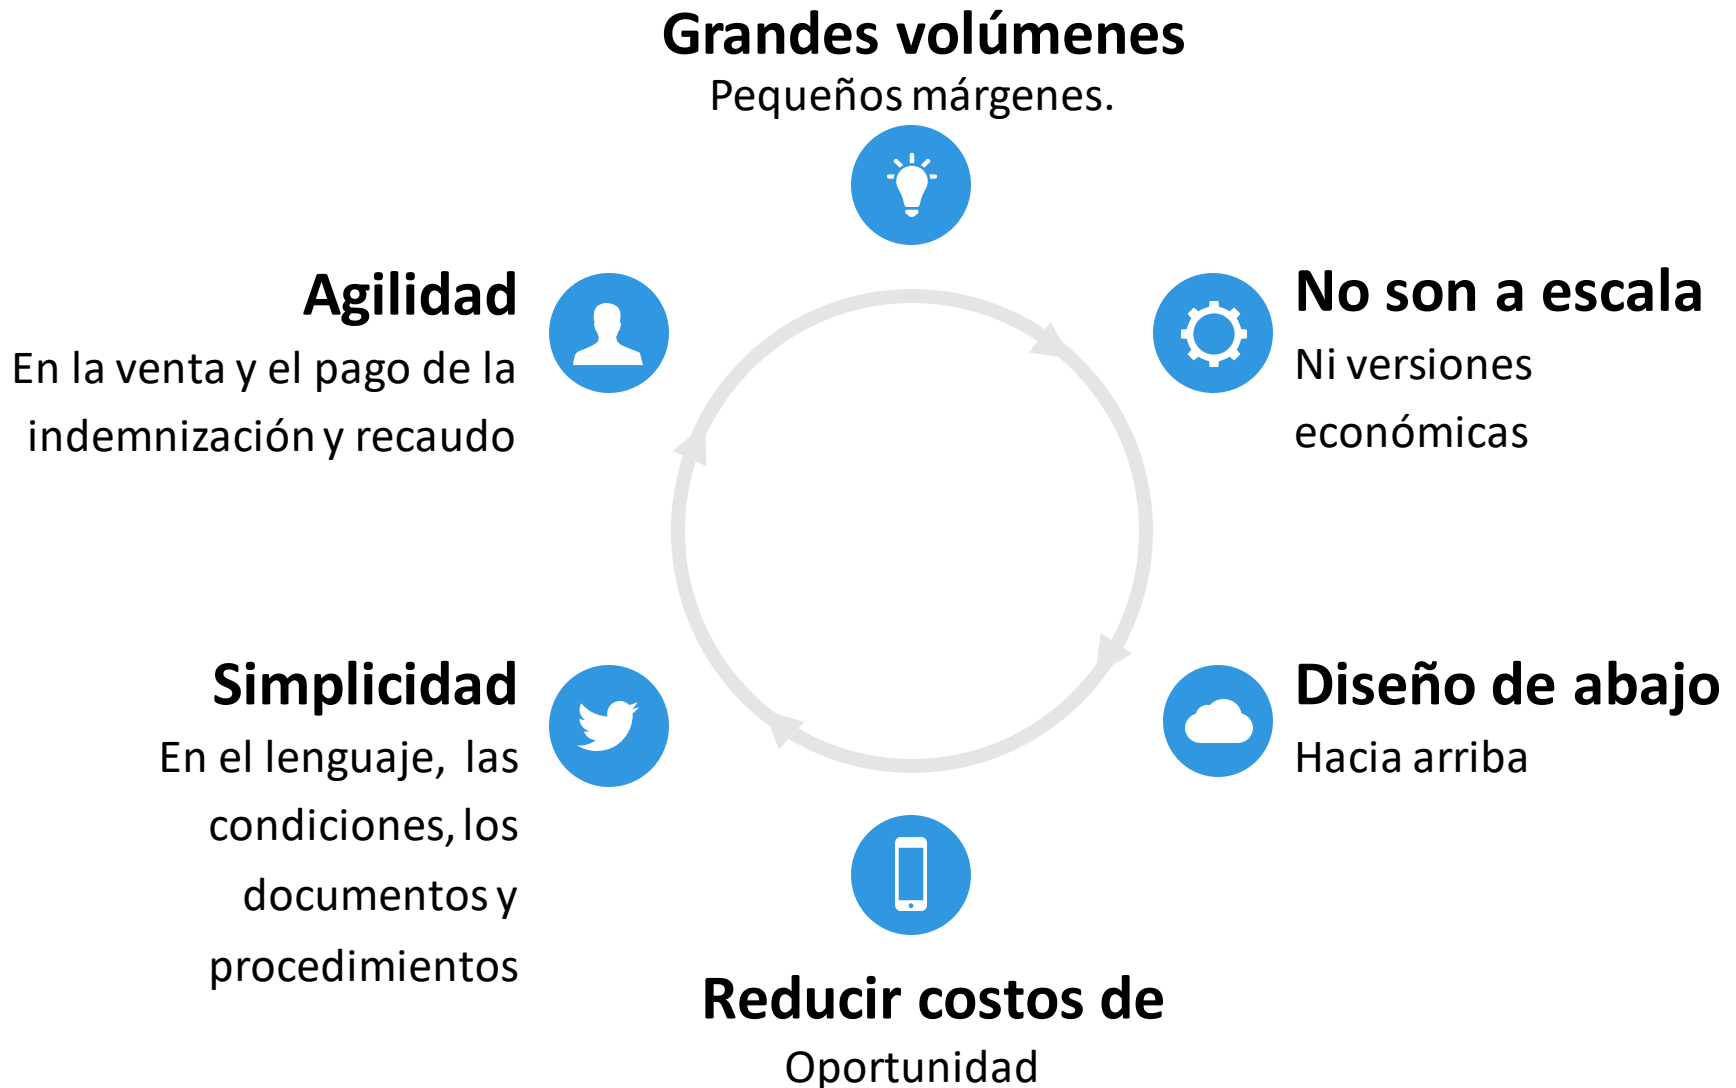 Grandes volúmenes
Pequeños márgenes.
Agilidad
En la venta y el pago de la
indemnización y recaudo
No son a escala
Ni versiones
económicas
Simplicidad
En el lenguaje, las
condiciones, los
documentos y
procedimientos
Diseño de abajo
Hacia arriba
Reducir costos de
Oportunidad